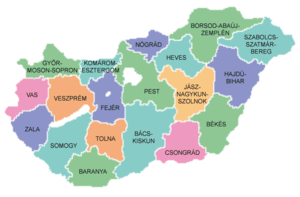 BORSOD-ABAÚJ-
ZEMPLÉN
SZABOLCS-
SZATMÁR-
BEREG
NÓGRÁD
HEVES
GYŐR-
MOSON-SOPRON
KOMÁROM-
ESZTERGOM
HAJDÚ-
BIHAR
PEST
JÁSZ-
NAGYKUN-
SZOLNOK
VAS
VESZPRÉM
FEJÉR
ZALA
SOMOGY
TOLNA
BÁCS-
KISKUN
BÉKÉS
CSONGRÁD
BARANYA